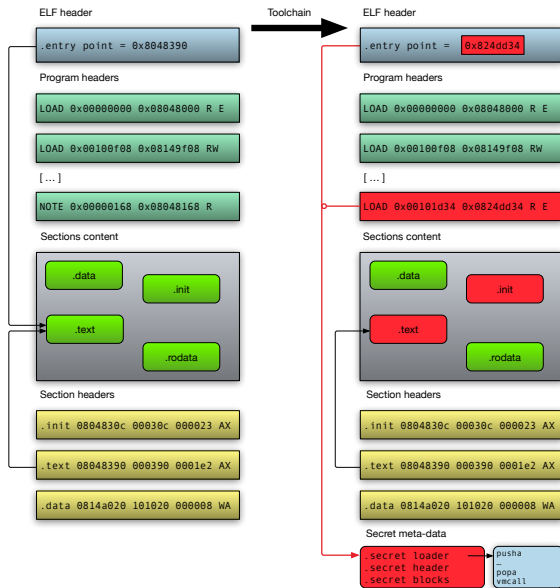 ELF header
.entry point = 0x8048390
Program headers
LOAD 0x00000000 0x08048000 R E
LOAD 0x00100f08 0x08149f08 RW
[ ... ]
NOTE 0x00000168 0x08048168 R
Sections content
.data
.init
.text
.rodata
Section headers
.init 0804830c 00030c 000023 AX
.text 08048390 000390 0001e2 AX
.data 0814a020 101020 000008 WA
Toolchain
ELF header
.entry point = 0x824dd34
Program headers
LOAD 0x00000000 0x08048000 R E
LOAD 0x00100f08 0x08149f08 RW
[ ... ]
LOAD 0x00101d34 0x0824dd34 R E
Sections content
.data
.init
.text
.rodata
Section headers
.init 0804830c 00030c 000023 AX
.text 08048390 000390 0001e2 AX
.data 0814a020 101020 000008 WA
Secret meta-data
.secret loader
.secret header
.secret blocks
pusha
…
popa
vmcall